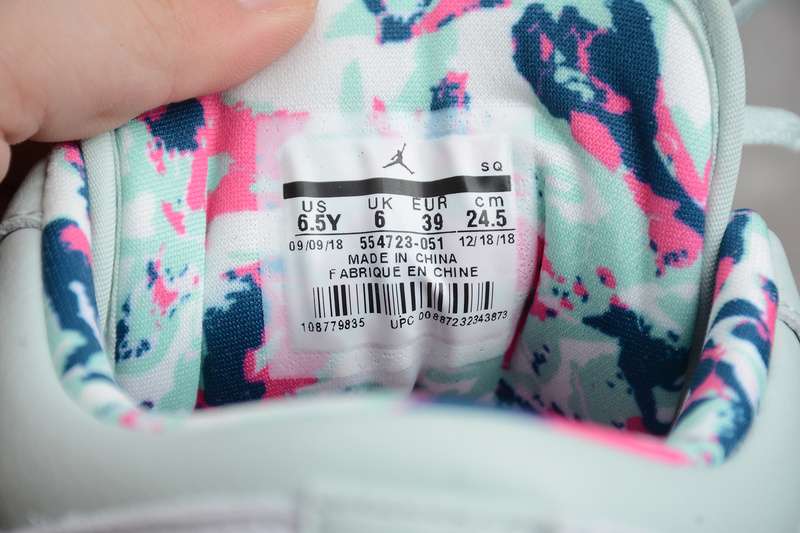 SQ
US UK EUR cm
6.5Y 6 39 24.5
09/09/18 554723-051 12/18/18
MADE IN CHINA
FABRIQUE EN CHINE
108779835 UPC 00887232343873